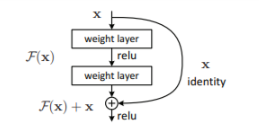 x
weight layer
relu
F(x)
weight layer
x
identity
F(x) + x
relu